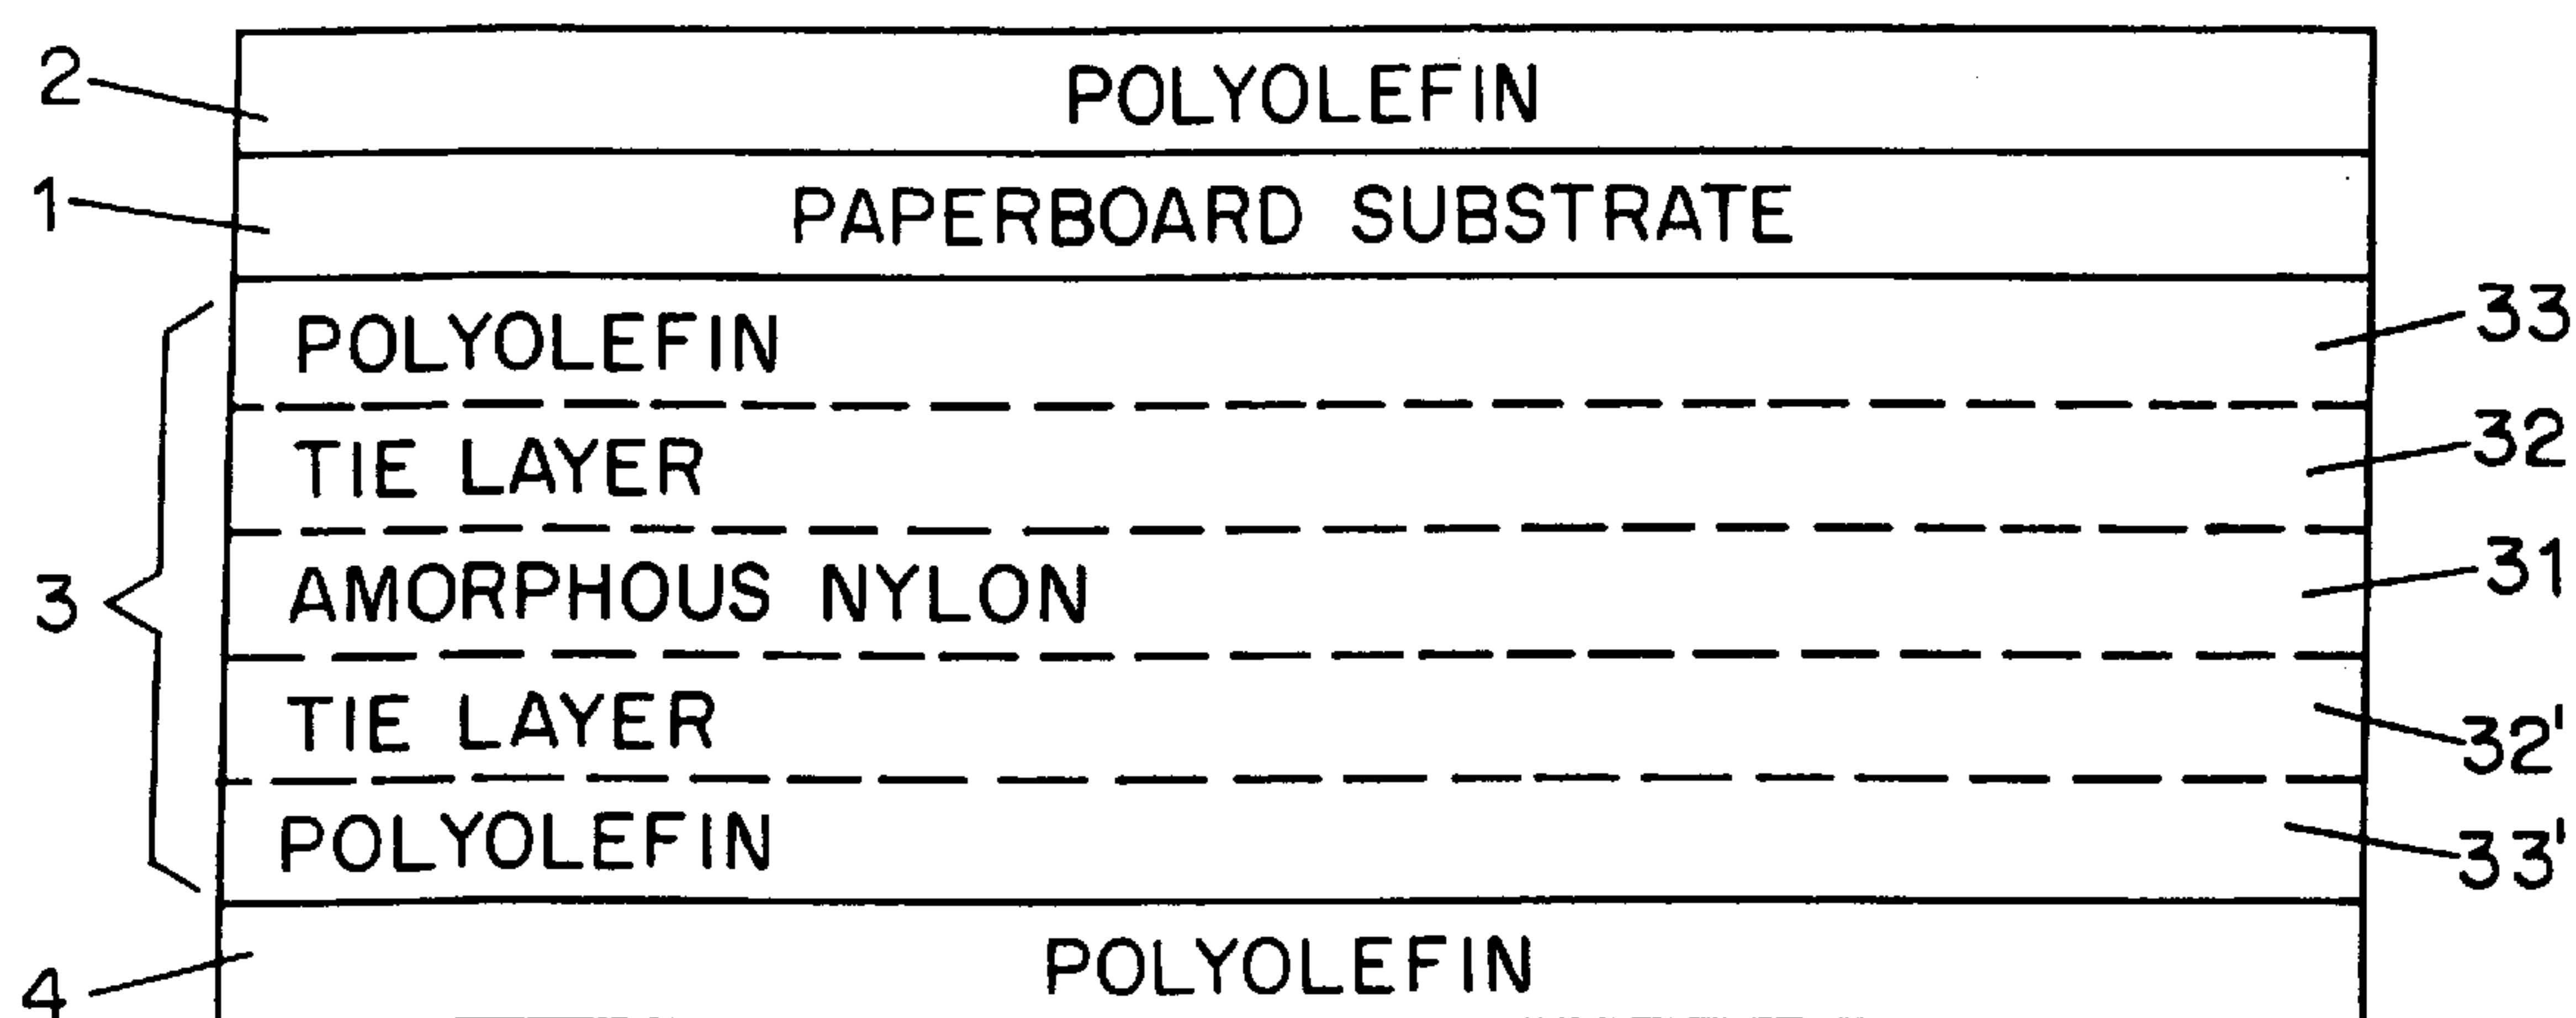 2 POLYOLEFIN
1 PAPERBOARD SUBSTRATE
POLYOLEFIN 33
TIE LAYER 32
3 AMORPHOUS NYLON 31
TIE LAYER 32'
POLYOLEFIN 33'
4 POLYOLEFIN